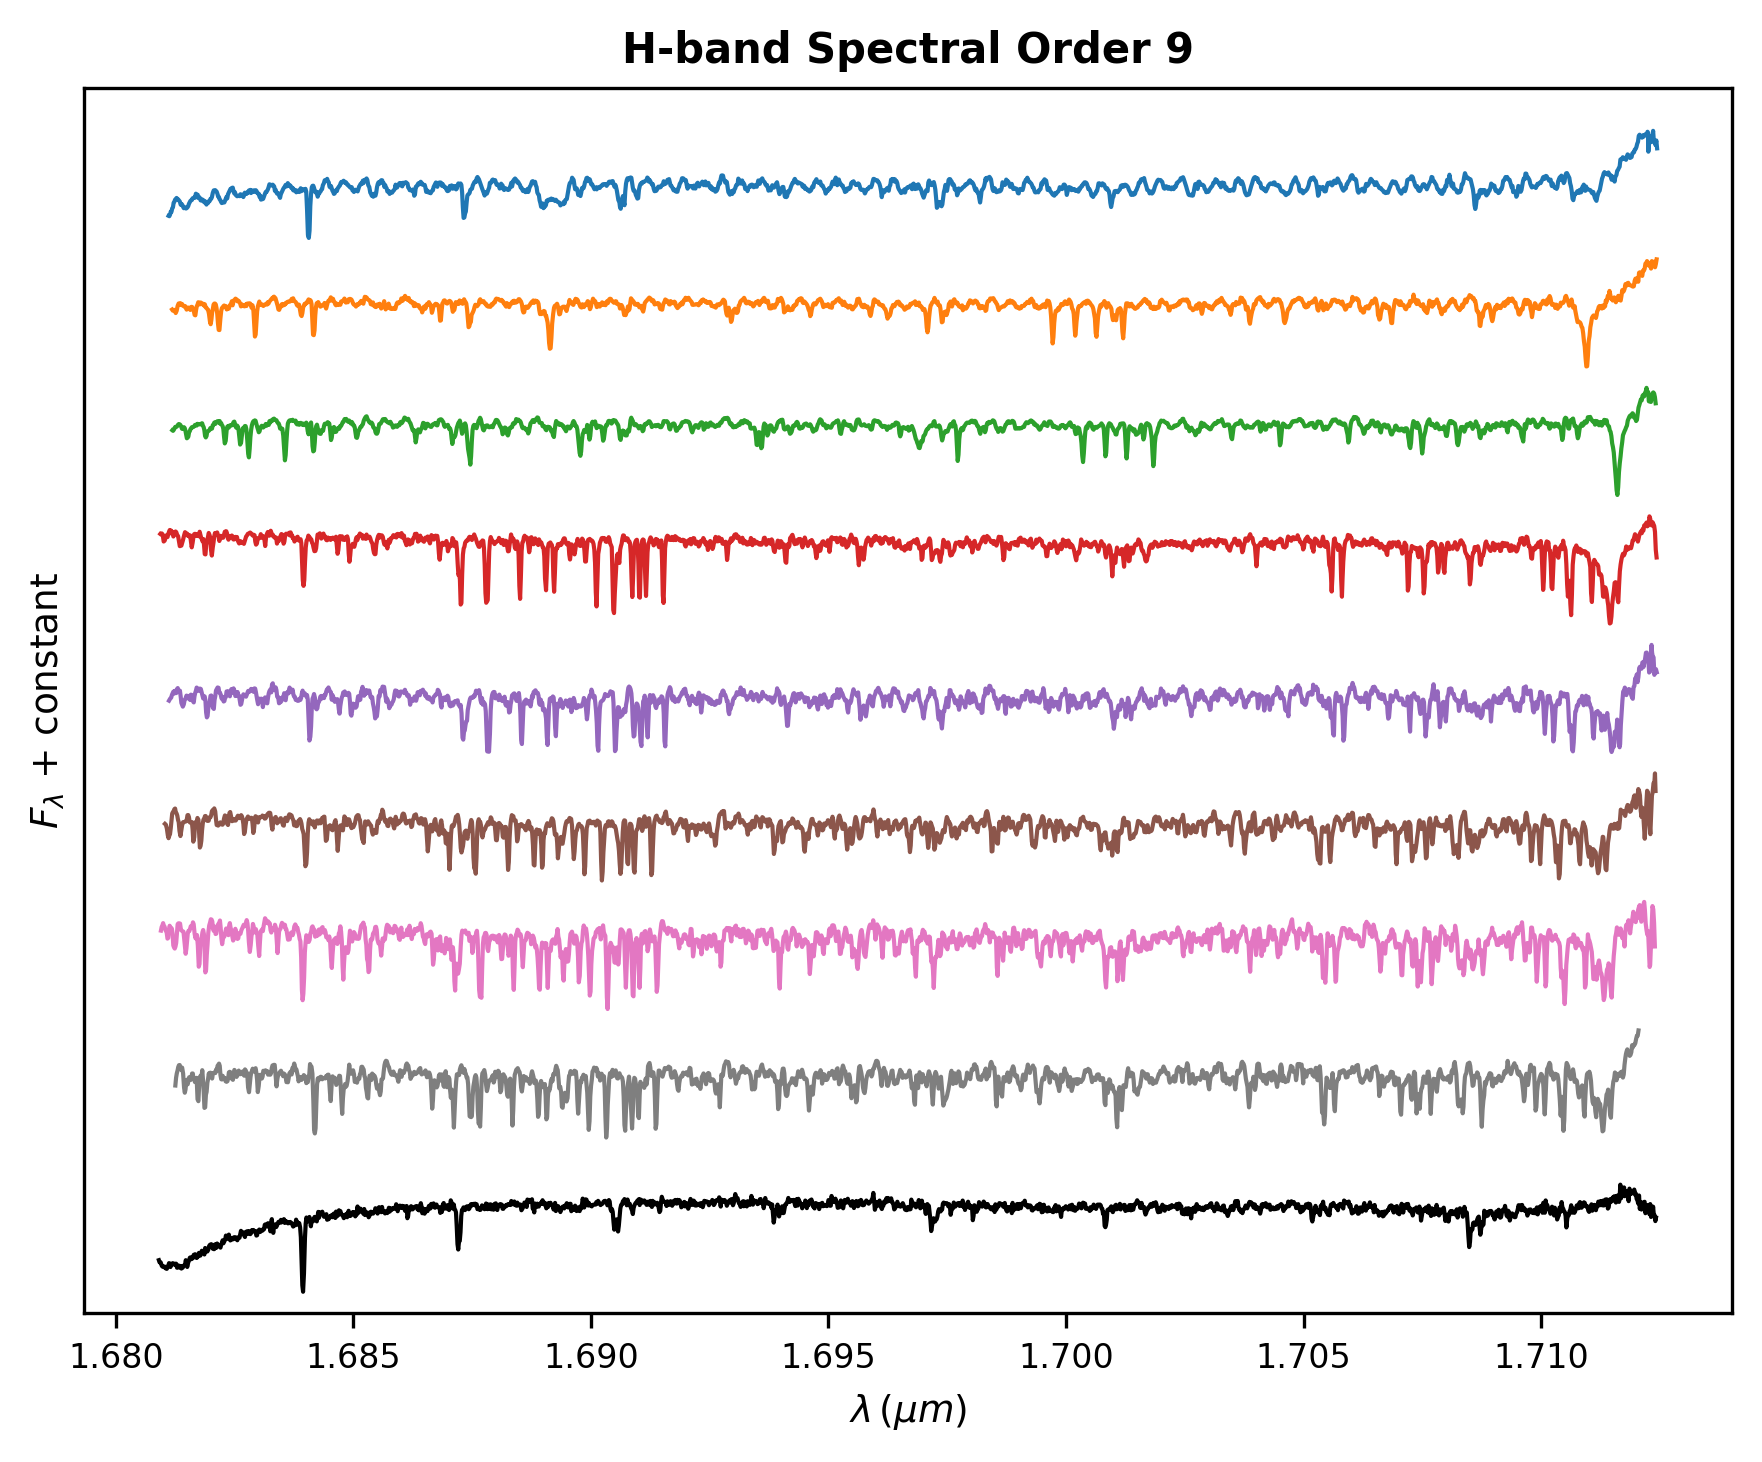 H-band Spectral Order 9
F_λ + constant
1.680 1.685 1.690 1.695 1.700 1.705 1.710
λ (μm)